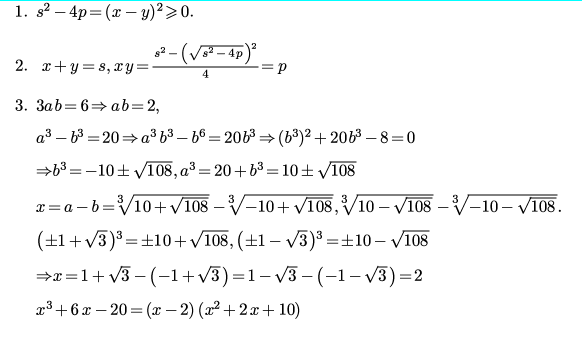 1. s² − 4p = (x − y)² ⩾ 0.
2. x + y = s, xy = (s² − (√(s² − 4p))²)/4 = p
3. 3ab = 6 ⇒ ab = 2,
a³ − b³ = 20 ⇒ a³b³ − b⁶ = 20b³ ⇒ (b³)² + 20b³ − 8 = 0
⇒ b³ = −10 ± √108, a³ = 20 + b³ = 10 ± √108
x = a − b = ∛(10 + √108) − ∛(−10 + √108), ∛(10 − √108) − ∛(−10 − √108).
(±1 + √3)³ = ±10 + √108, (±1 − √3)³ = ±10 − √108
⇒ x = 1 + √3 − (−1 + √3) = 1 − √3 − (−1 − √3) = 2
x³ + 6x − 20 = (x − 2)(x² + 2x + 10)